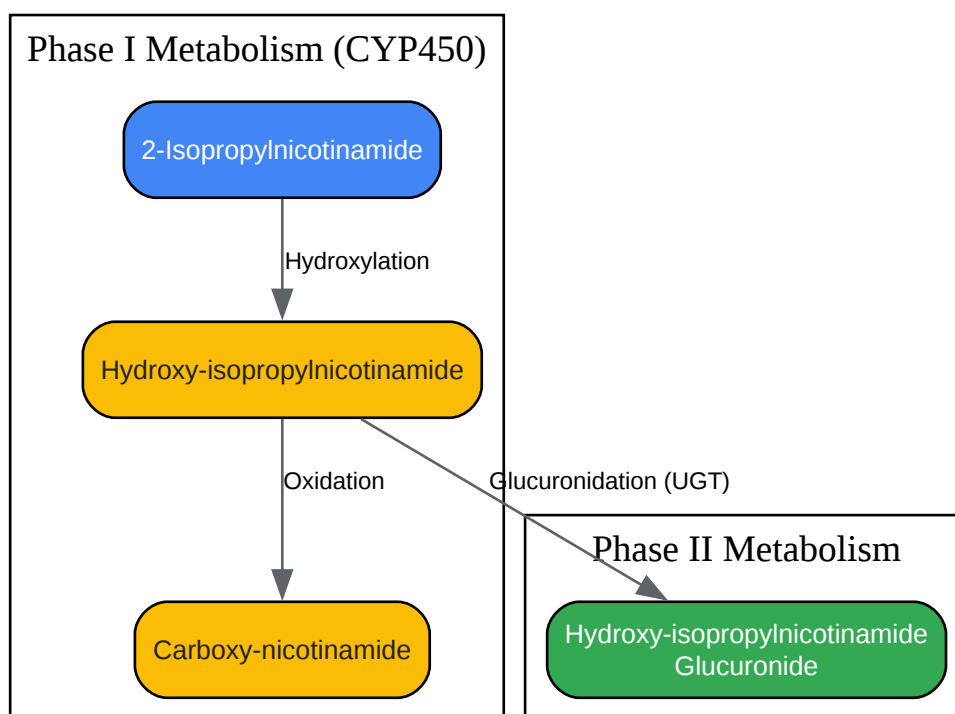 Phase I Metabolism (CYP450)
2-Isopropylnicotinamide
Hydroxylation
Hydroxy-isopropylnicotinamide
Oxidation
Glucuronidation (UGT)
Phase II Metabolism
Carboxy-nicotinamide
Hydroxy-isopropylnicotinamide
Glucuronide